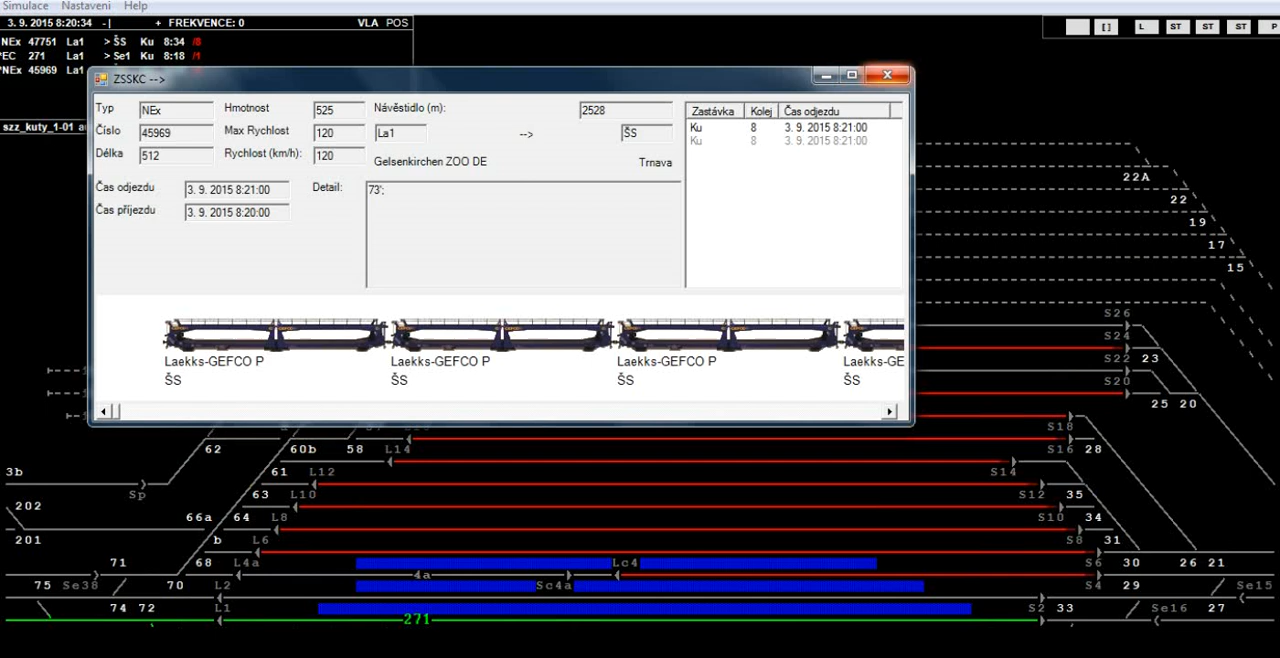 Simulace Nastaveni Help
3. 9. 2015 8:20:34 -| + FREKVENCE: 0 VLA POS
[ ] L ST ST ST P
NEx 47751 La1 > ŠS Ku 8:34 /8
*EC 271 La1 > Se1 Ku 8:18 /1
*NEx 45969 La1
szz_kuty_1-01
ZSSKC -->
Typ NEx Hmotnost 525 Návěstidlo (m): 2528
Číslo 45969 Max Rychlost 120 La1 --> ŠS
Délka 512 Rychlost (km/h): 120 Gelsenkirchen ZOO DE Trnava
Čas odjezdu 3. 9. 2015 8:21:00 Detail: 73';
Čas příjezdu 3. 9. 2015 8:20:00
Zastávka Kolej Čas odjezdu
Ku 8 3. 9. 2015 8:21:00
Ku 8 3. 9. 2015 8:21:00
Laekks-GEFCO P Laekks-GEFCO P Laekks-GEFCO P Laekks-GE
ŠS ŠS ŠS ŠS
22A
22
19
17
15
S26
S24
S22 23
S20
25 20
S18
62 60b 58 L14 S16 28
3b 61 L12 S14
Sp 63 L10 S12 35
202 66a 64 L8 S10 34
201 b L6 S8 31
71 68 L4a Lc4 S6 30 26 21
4a
75 Se38 70 L2 Sc4a S4 29 Se15
74 72 L1 S2 33 Se16 27
271